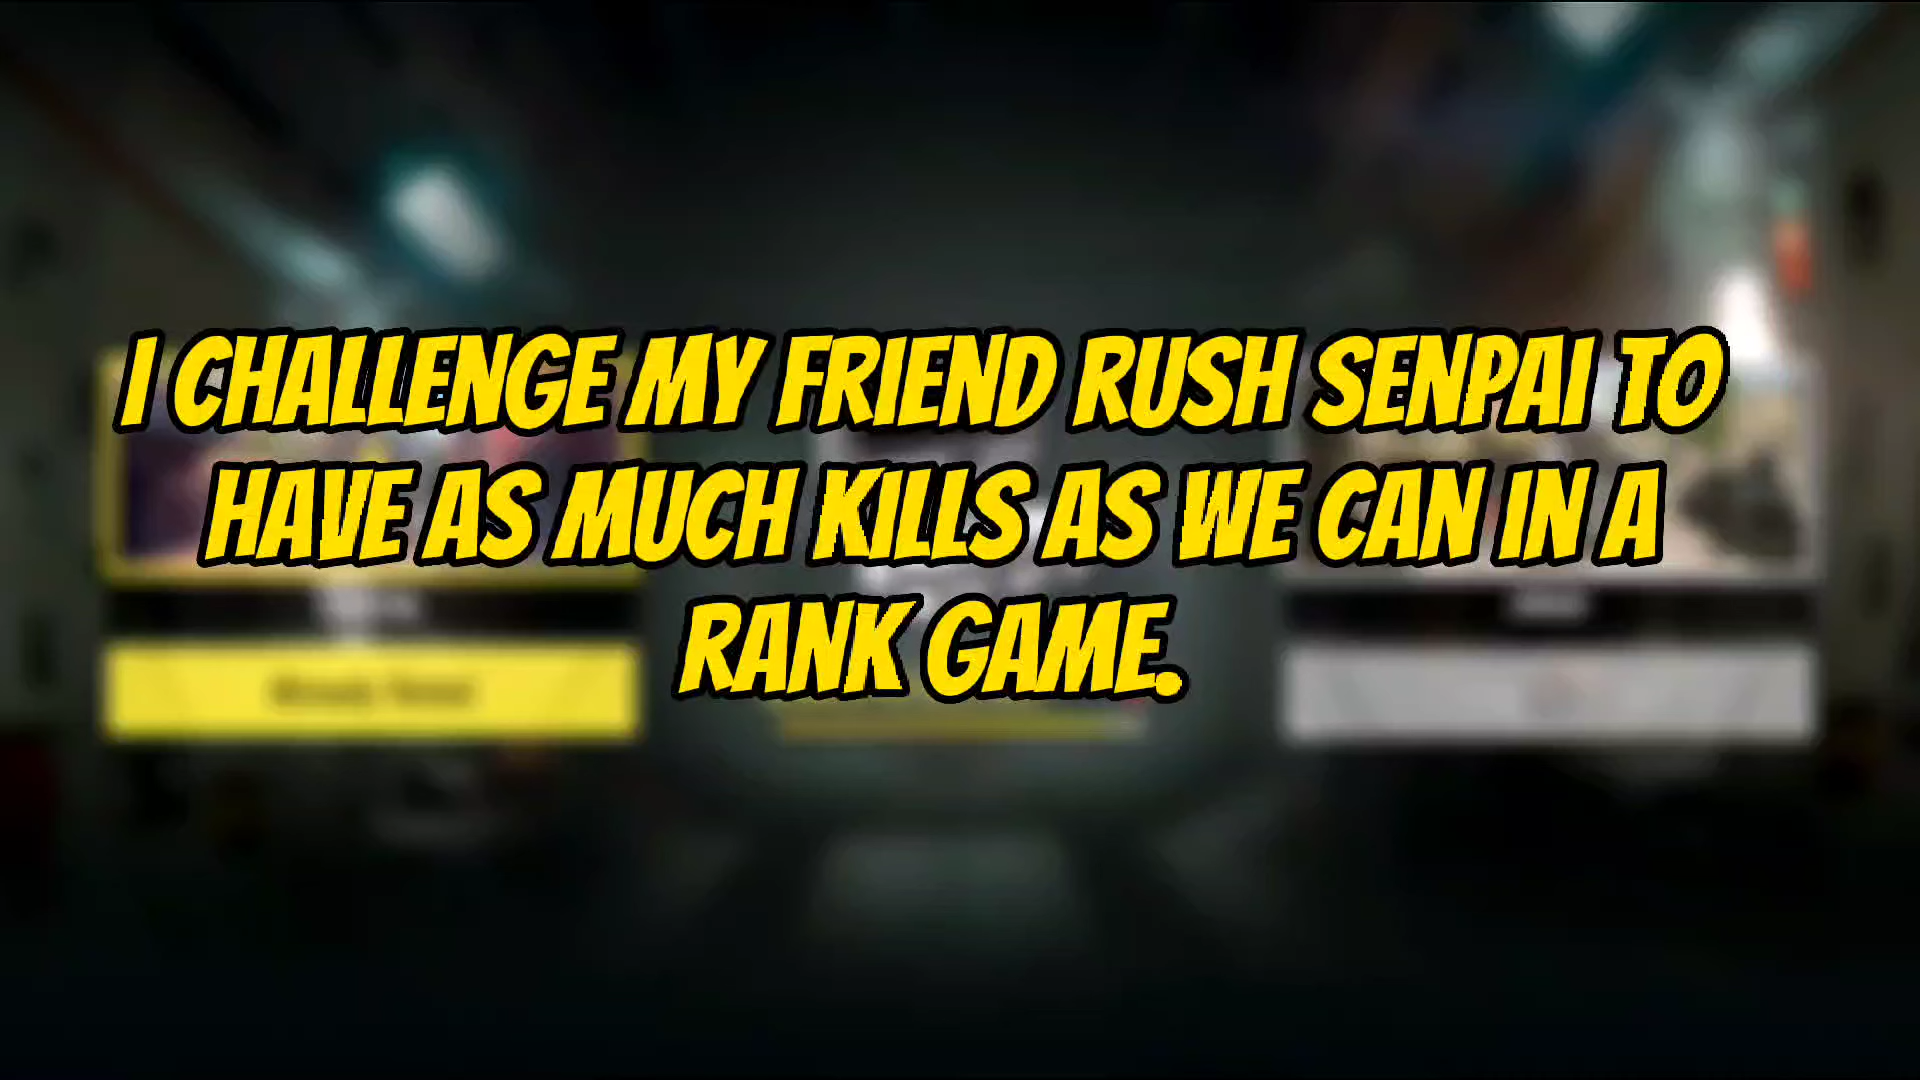 I CHALLENGE MY FRIEND RUSH SENPAI TO
HAVE AS MUCH KILLS AS WE CAN IN A
RANK GAME.